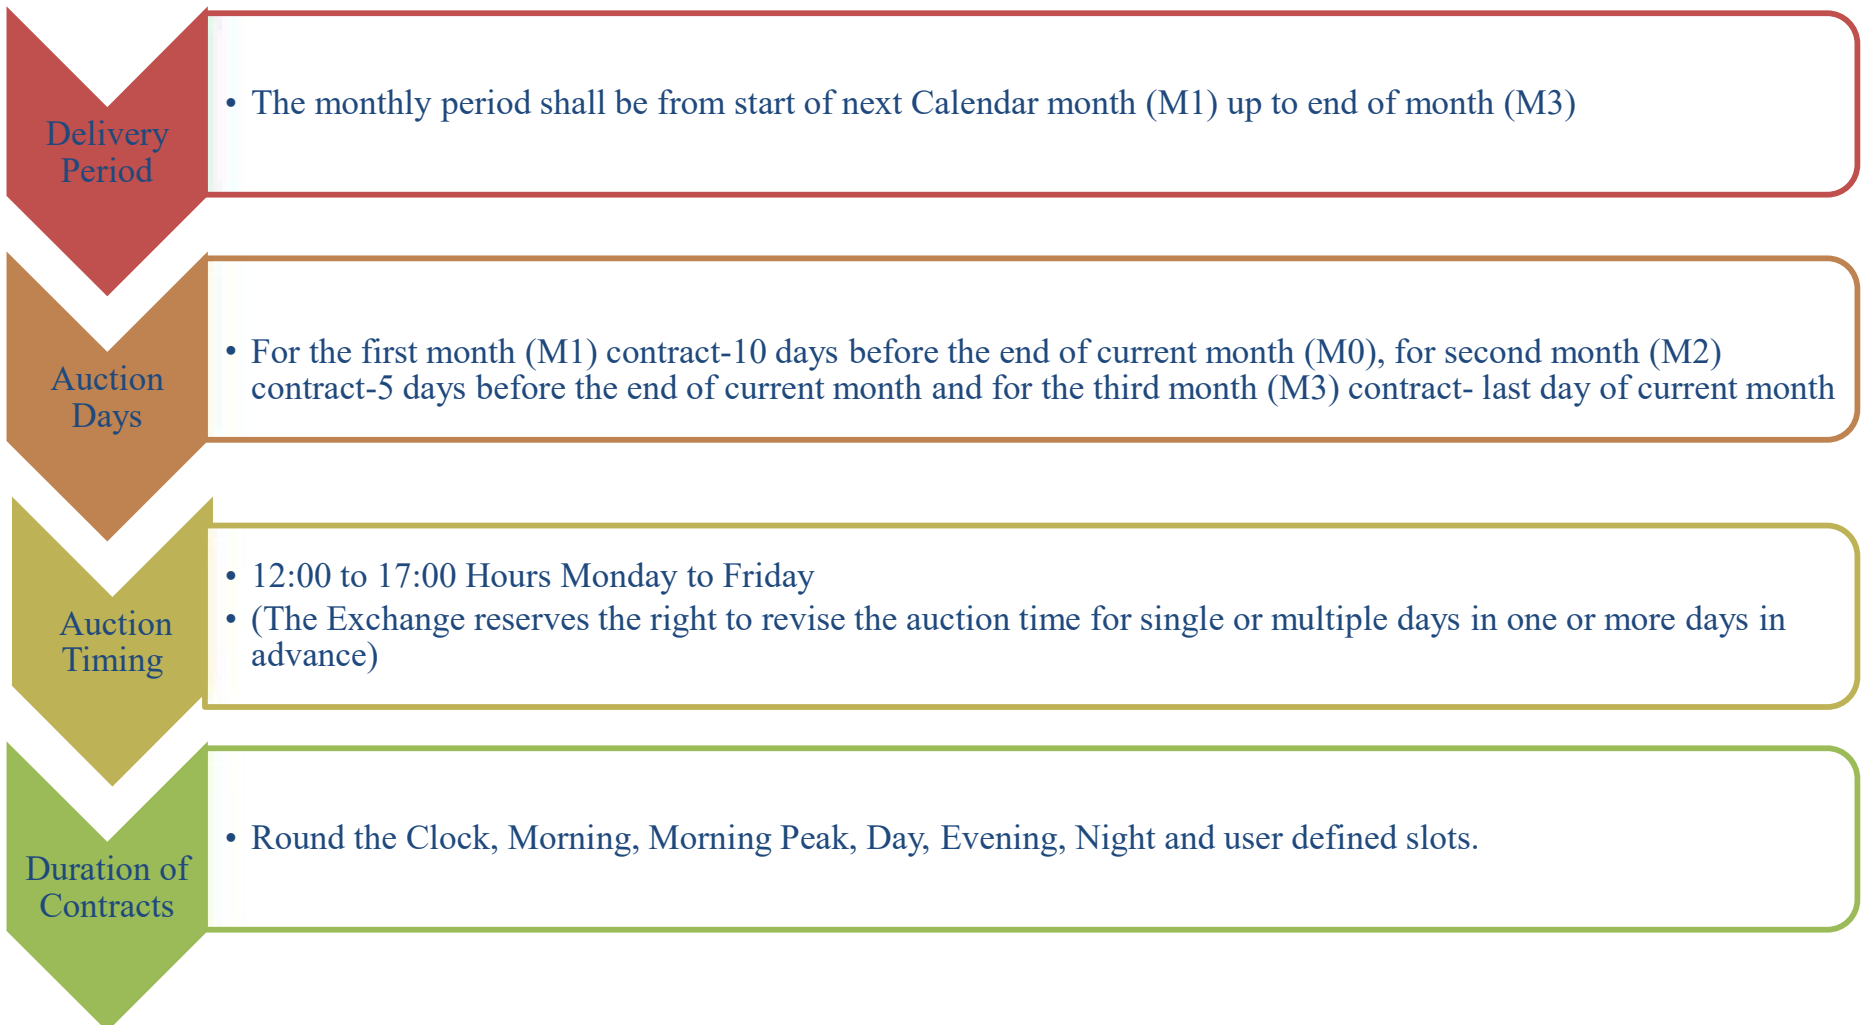 Delivery
Period
• The monthly period shall be from start of next Calendar month (M1) up to end of month (M3)
Auction
Days
• For the first month (M1) contract-10 days before the end of current month (M0), for second month (M2)
contract-5 days before the end of current month and for the third month (M3) contract- last day of current month
Auction
Timing
• 12:00 to 17:00 Hours Monday to Friday
• (The Exchange reserves the right to revise the auction time for single or multiple days in one or more days in
advance)
Duration of
Contracts
• Round the Clock, Morning, Morning Peak, Day, Evening, Night and user defined slots.